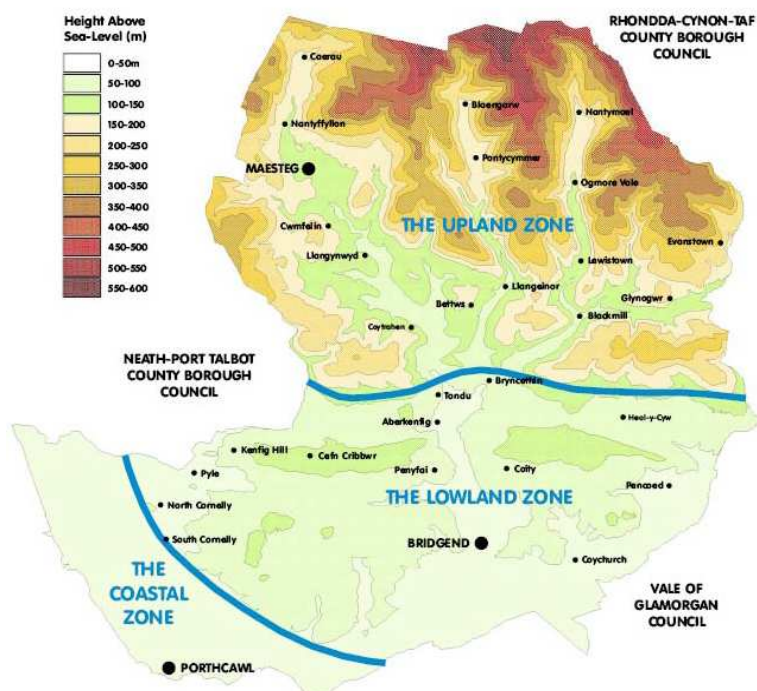 Height Above
Sea-Level (m)
0-50m
50-100
100-150
150-200
200-250
250-300
300-350
350-400
400-450
450-500
500-550
550-600
RHONDDA-CYNON-TAF
COUNTY BOROUGH
COUNCIL
Caerau
Blaengarw
Nantymoel
Nantyffyllon
Pontycymmer
MAESTEG
Ogmore Vale
THE UPLAND ZONE
Cwmfelin
Evanstown
Llangynwyd
Lewistown
Llangeinor
Glynogwr
Bettws
Blackmill
Coytrahen
NEATH-PORT TALBOT
COUNTY BOROUGH
COUNCIL
Bryncethin
Tondu
Aberkenfig
Heol-y-Cyw
Kenfig Hill
Cefn Cribbwr
Pyle
Penyfai
Coity
Pencoed
THE LOWLAND ZONE
North Cornelly
South Cornelly
BRIDGEND
Coychurch
THE
COASTAL
ZONE
VALE OF
GLAMORGAN
COUNCIL
PORTHCAWL